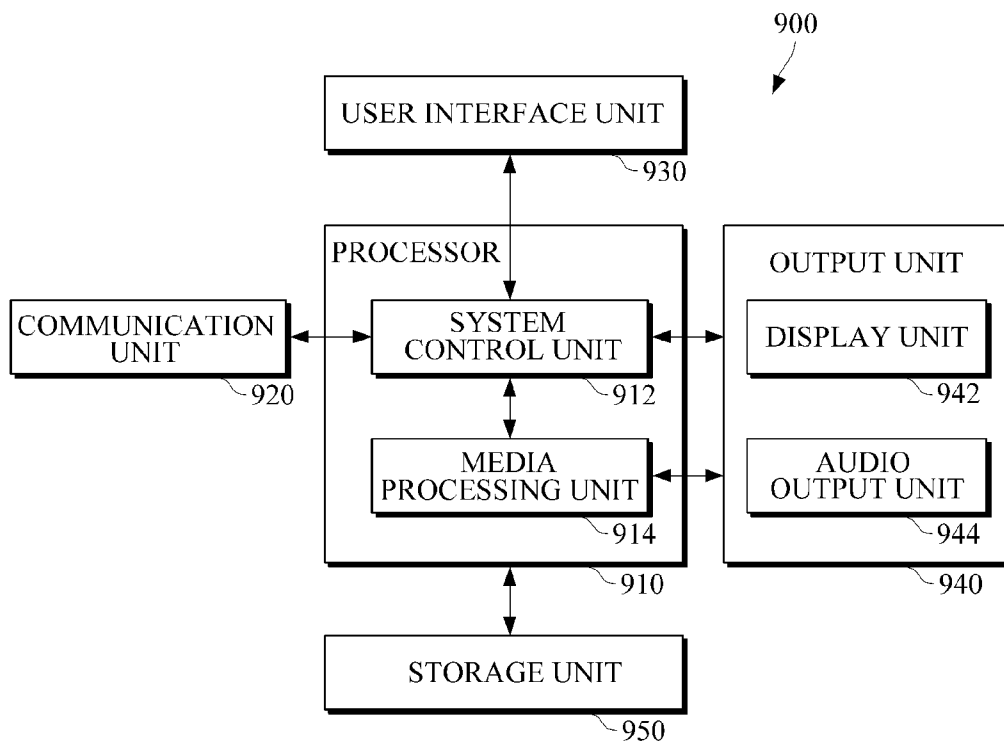 900
USER INTERFACE UNIT
930
PROCESSOR
OUTPUT UNIT
COMMUNICATION
UNIT
920
SYSTEM
CONTROL UNIT
912
DISPLAY UNIT
942
MEDIA
PROCESSING UNIT
914
AUDIO
OUTPUT UNIT
944
910
940
STORAGE UNIT
950